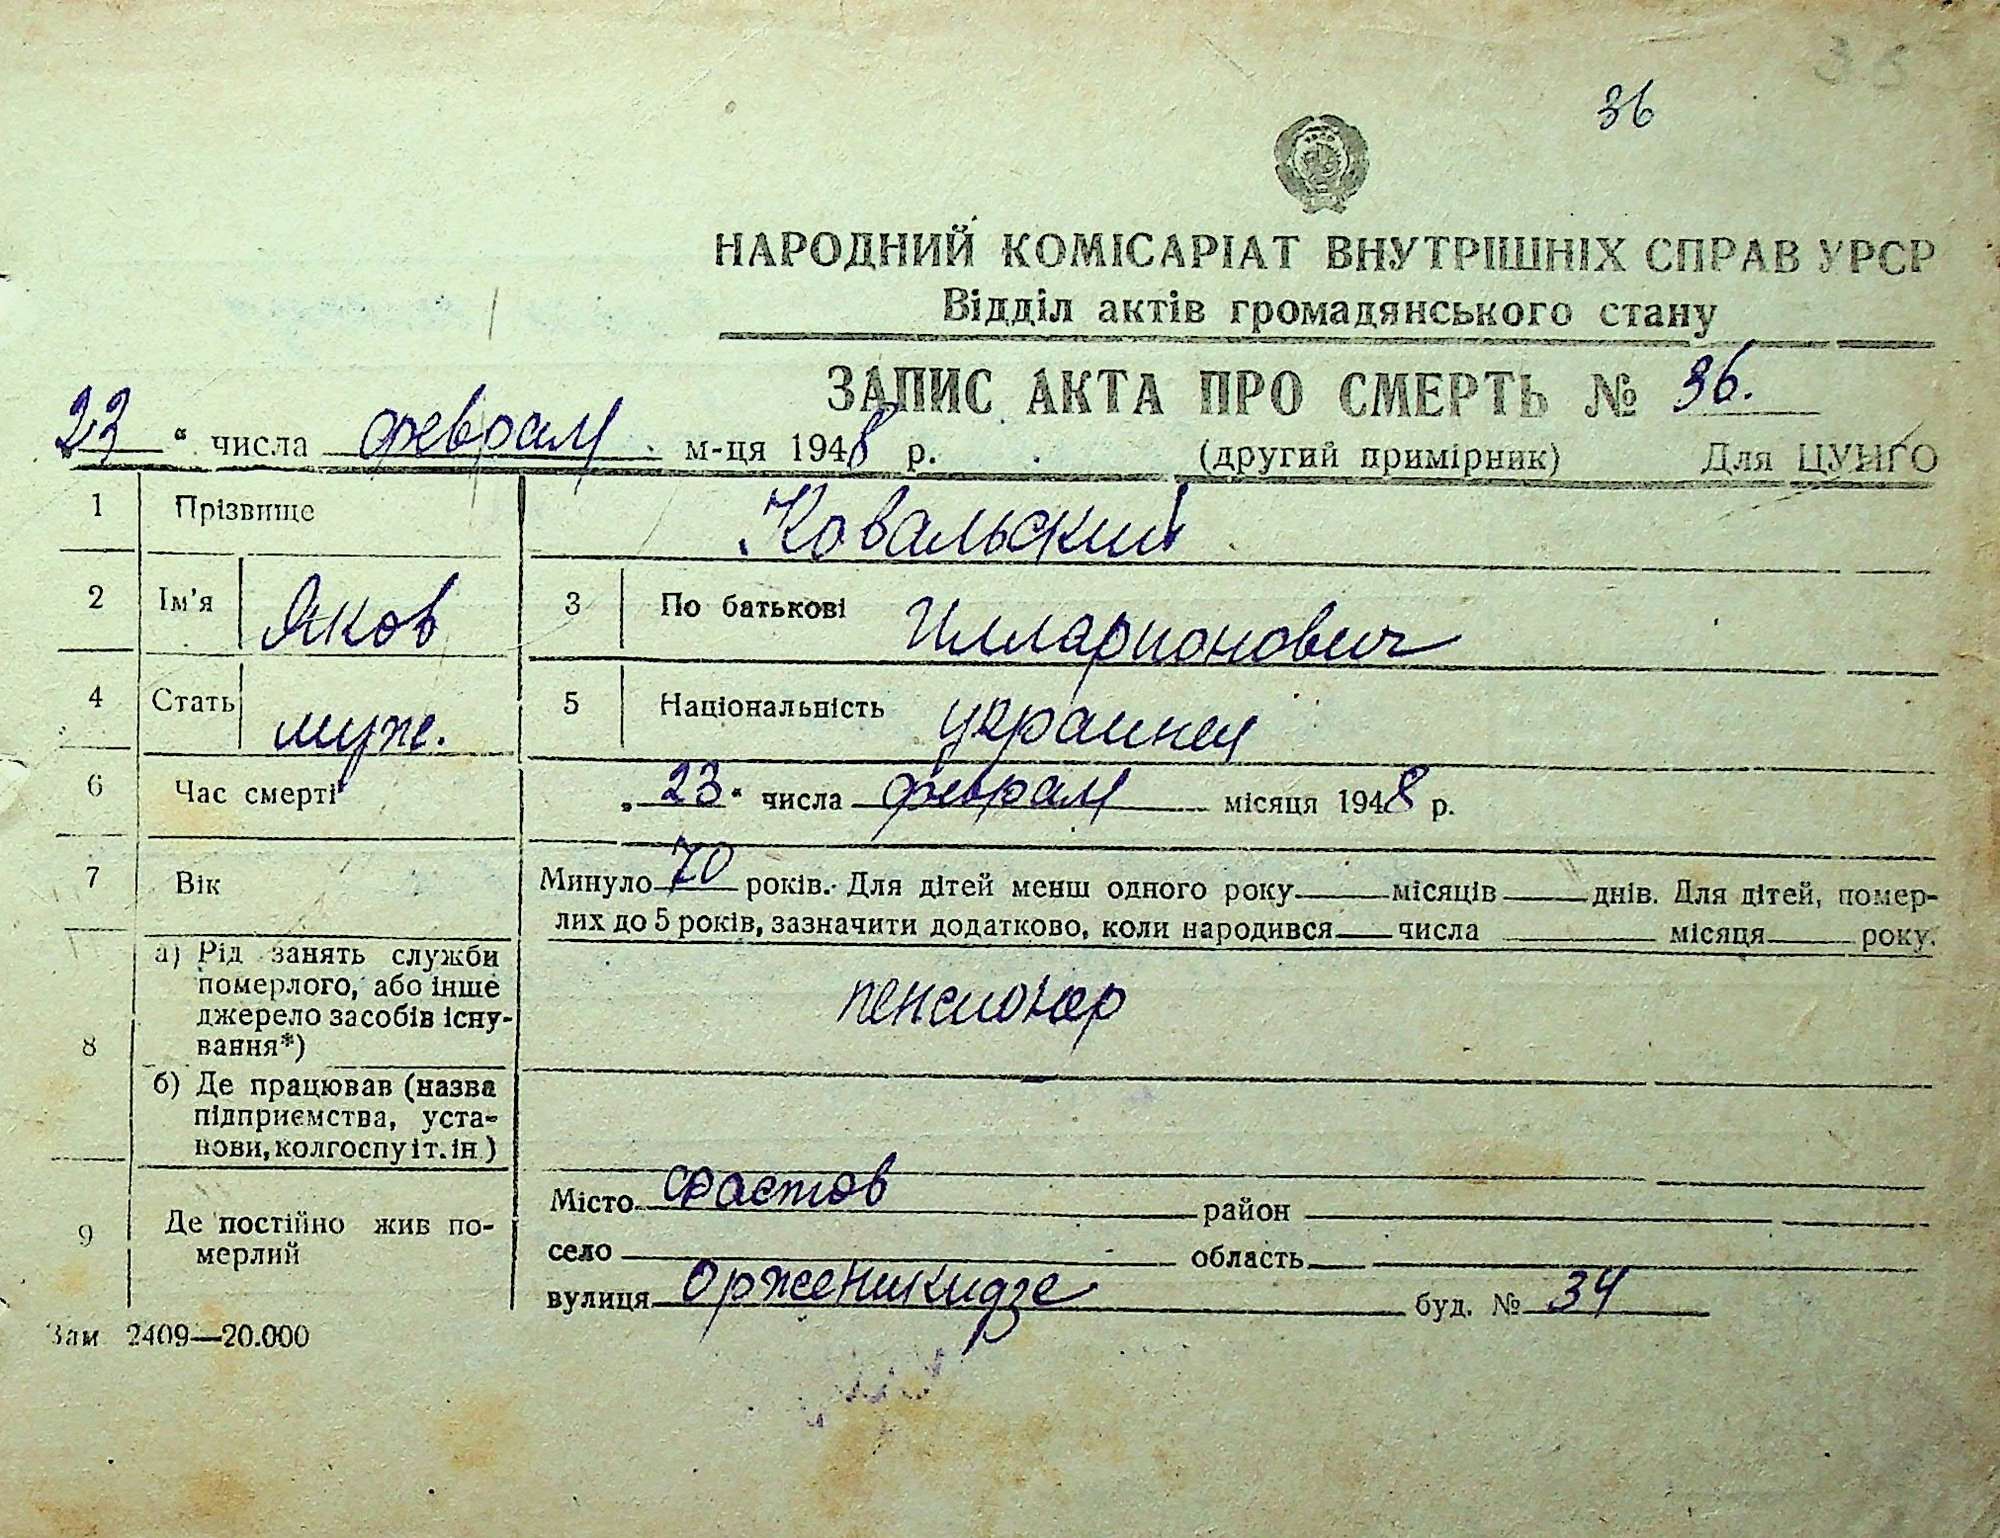 35
36
НАРОДНИЙ КОМІСАРІАТ ВНУТРІШНІХ СПРАВ УРСР
Відділ актів громадянського стану
ЗАПИС АКТА ПРО СМЕРТЬ № 36.
23 “ числа февраля м-ця 1948 р. (другий примірник) Для ЦУНГО
1 Прізвище Ковальский
2 Ім'я Яков 3 По батькові Илларионович
4 Стать муж. 5 Національність украинец
6 Час смерті „ 23 “ числа февраля місяця 1948 р.
7 Вік Минуло 70 років. Для дітей менш одного року місяців днів. Для дітей, помер-
лих до 5 років, зазначити додатково, коли народився числа місяця року.
8 а) Рід занять служби
померлого, або інше
джерело засобів існу-
вання*)
пенсионер
б) Де працював (назва
підприємства, уста-
нови, колгоспу і т. ін.)
9 Де постійно жив по-
мерлий
Місто Фастов район
село область
вулиця Орженикидзе буд. № 34
Зам 2409—20.000